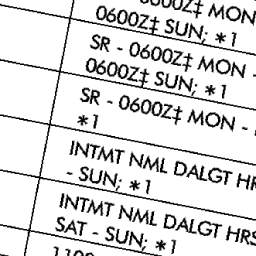 0600Z‡ MON
0600Z‡ SUN; *1
SR - 0600Z‡ MON -
0600Z‡ SUN; *1
SR - 0600Z‡ MON -
*1
INTMT NML DALGT HRS
- SUN; *1
INTMT NML DALGT HRS
SAT - SUN; *1